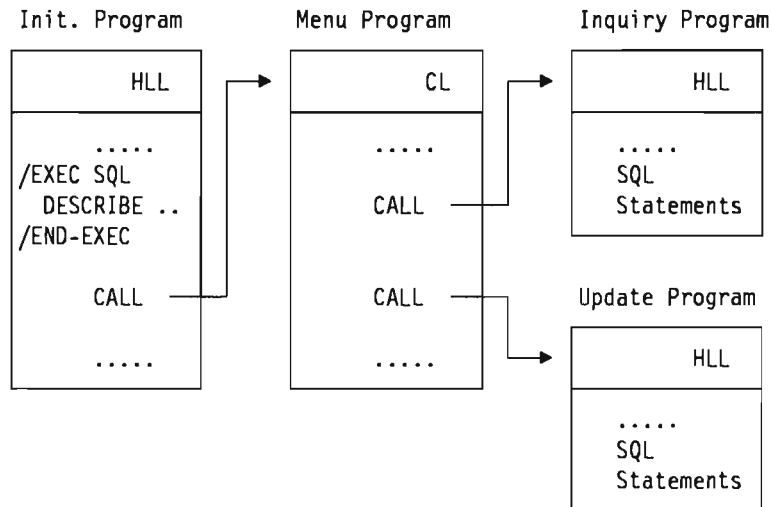 Init. Program
HLL
.....
/EXEC SQL
DESCRIBE ..
/END-EXEC
CALL
.....
Menu Program
CL
.....
CALL
CALL
.....
Inquiry Program
HLL
.....
SQL
Statements
Update Program
HLL
.....
SQL
Statements